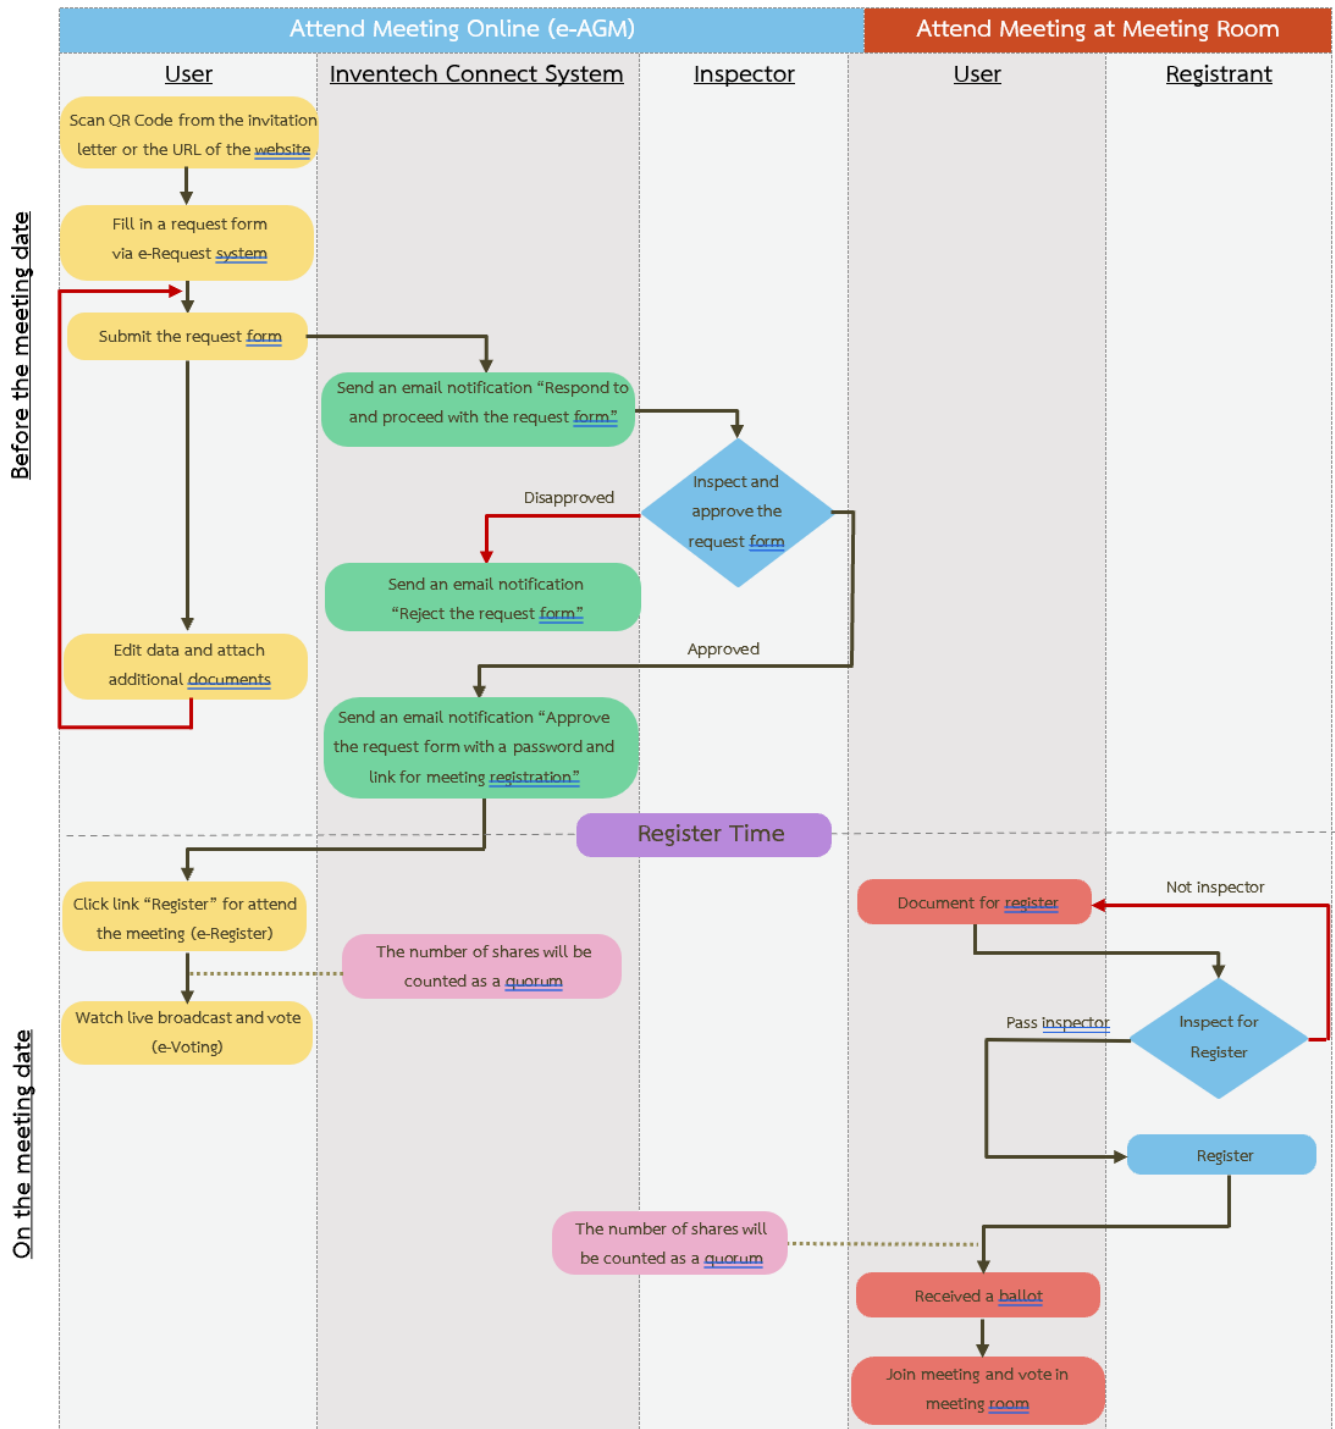 Attend Meeting Online (e-AGM)
Attend Meeting at Meeting Room
User
Inventech Connect System
Inspector
User
Registrant
Before the meeting date
Scan QR Code from the invitation
letter or the URL of the website
Fill in a request form
via e-Request system
Submit the request form
Send an email notification “Respond to
and proceed with the request form”
Inspect and
approve the
request form
Disapproved
Send an email notification
“Reject the request form”
Edit data and attach
additional documents
Approved
Send an email notification “Approve
the request form with a password and
link for meeting registration”
Register Time
On the meeting date
Click link “Register” for attend
the meeting (e-Register)
The number of shares will be
counted as a quorum
Watch live broadcast and vote
(e-Voting)
Document for register
Not inspector
Pass inspector
Inspect for
Register
Register
The number of shares will
be counted as a quorum
Received a ballot
Join meeting and vote in
meeting room